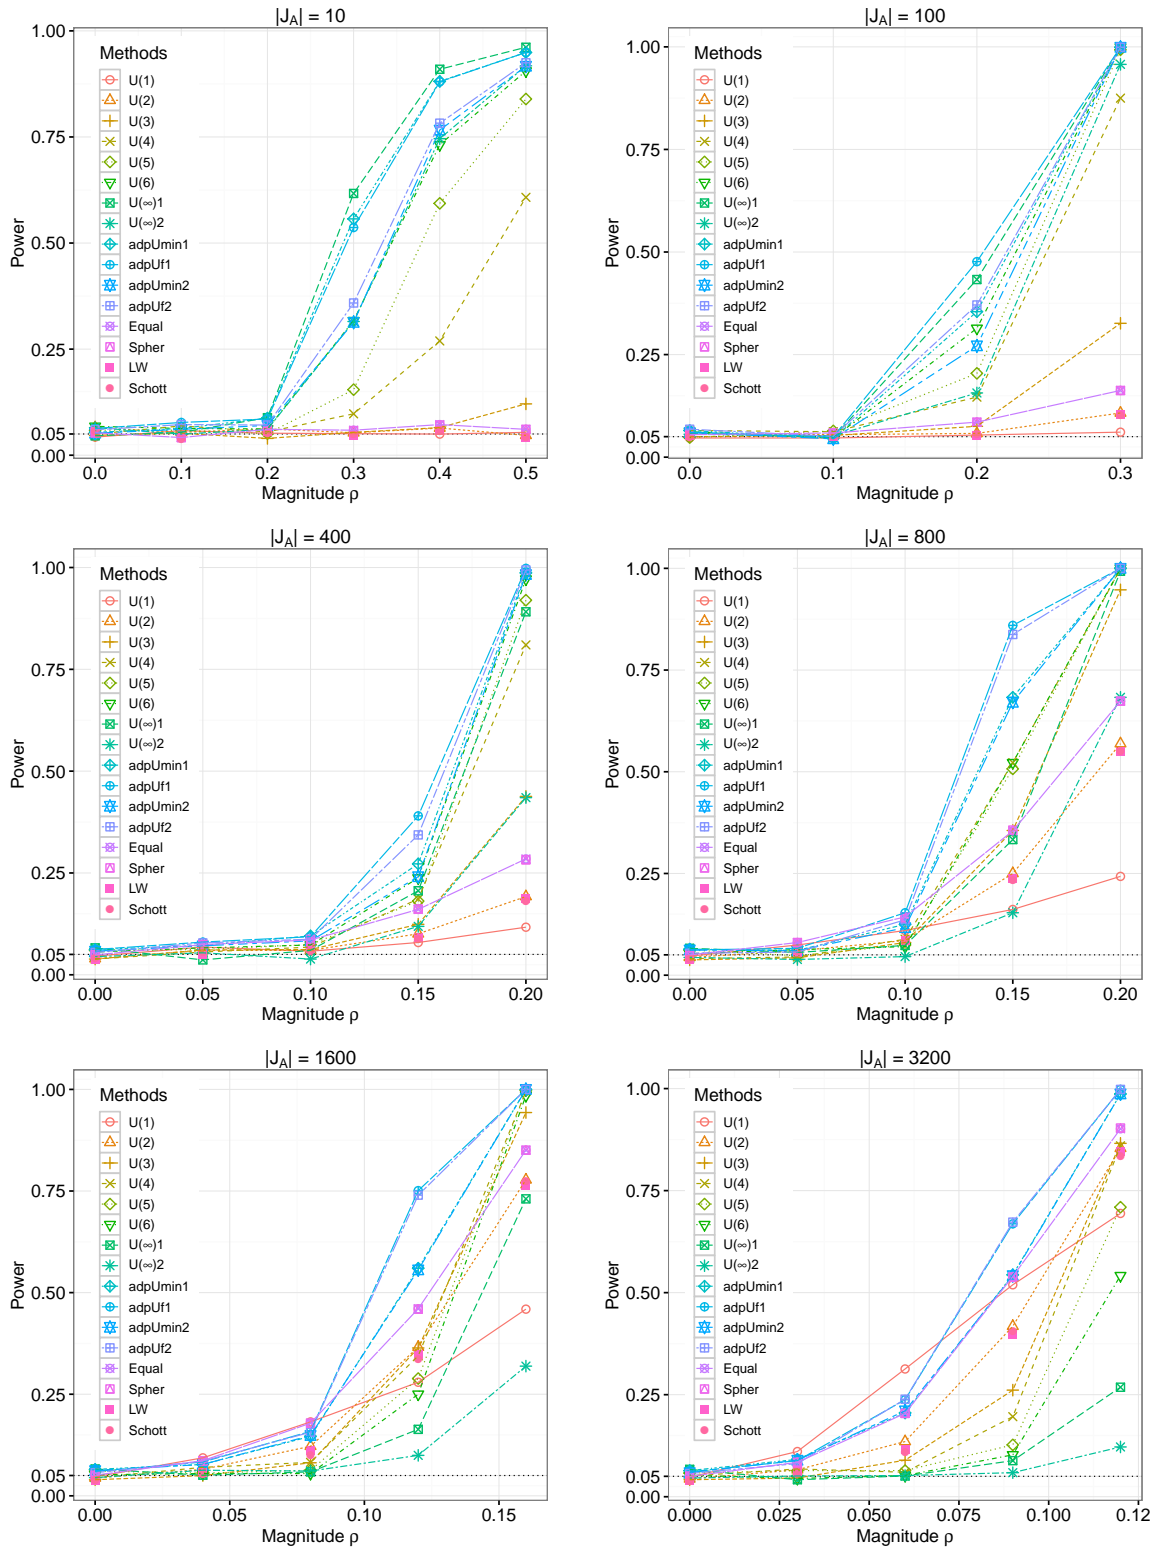 |J_A| = 10
Power
1.00
0.75
0.50
0.25
0.05
0.00
Methods
U(1)
U(2)
U(3)
U(4)
U(5)
U(6)
U(∞)1
U(∞)2
adpUmin1
adpUf1
adpUmin2
adpUf2
Equal
Spher
LW
Schott
0.0 0.1 0.2 0.3 0.4 0.5
Magnitude ρ
|J_A| = 100
Power
1.00
0.75
0.50
0.25
0.05
0.00
Methods
U(1)
U(2)
U(3)
U(4)
U(5)
U(6)
U(∞)1
U(∞)2
adpUmin1
adpUf1
adpUmin2
adpUf2
Equal
Spher
LW
Schott
0.0 0.1 0.2 0.3
Magnitude ρ
|J_A| = 400
Power
1.00
0.75
0.50
0.25
0.05
0.00
Methods
U(1)
U(2)
U(3)
U(4)
U(5)
U(6)
U(∞)1
U(∞)2
adpUmin1
adpUf1
adpUmin2
adpUf2
Equal
Spher
LW
Schott
0.00 0.05 0.10 0.15 0.20
Magnitude ρ
|J_A| = 800
Power
1.00
0.75
0.50
0.25
0.05
0.00
Methods
U(1)
U(2)
U(3)
U(4)
U(5)
U(6)
U(∞)1
U(∞)2
adpUmin1
adpUf1
adpUmin2
adpUf2
Equal
Spher
LW
Schott
0.00 0.05 0.10 0.15 0.20
Magnitude ρ
|J_A| = 1600
Power
1.00
0.75
0.50
0.25
0.05
0.00
Methods
U(1)
U(2)
U(3)
U(4)
U(5)
U(6)
U(∞)1
U(∞)2
adpUmin1
adpUf1
adpUmin2
adpUf2
Equal
Spher
LW
Schott
0.00 0.05 0.10 0.15
Magnitude ρ
|J_A| = 3200
Power
1.00
0.75
0.50
0.25
0.05
0.00
Methods
U(1)
U(2)
U(3)
U(4)
U(5)
U(6)
U(∞)1
U(∞)2
adpUmin1
adpUf1
adpUmin2
adpUf2
Equal
Spher
LW
Schott
0.000 0.025 0.050 0.075 0.100 0.125
Magnitude ρ